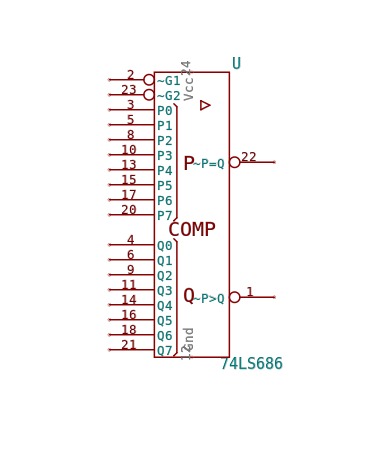 U
24
Vcc
2 ~G1
23 ~G2
3 P0
5 P1
8 P2
10 P3
13 P4
15 P5
17 P6
20 P7
P ~P=Q 22
COMP
4 Q0
6 Q1
9 Q2
11 Q3
14 Q4
16 Q5
18 Q6
21 Q7
Q ~P>Q 1
Gnd
12
74LS686